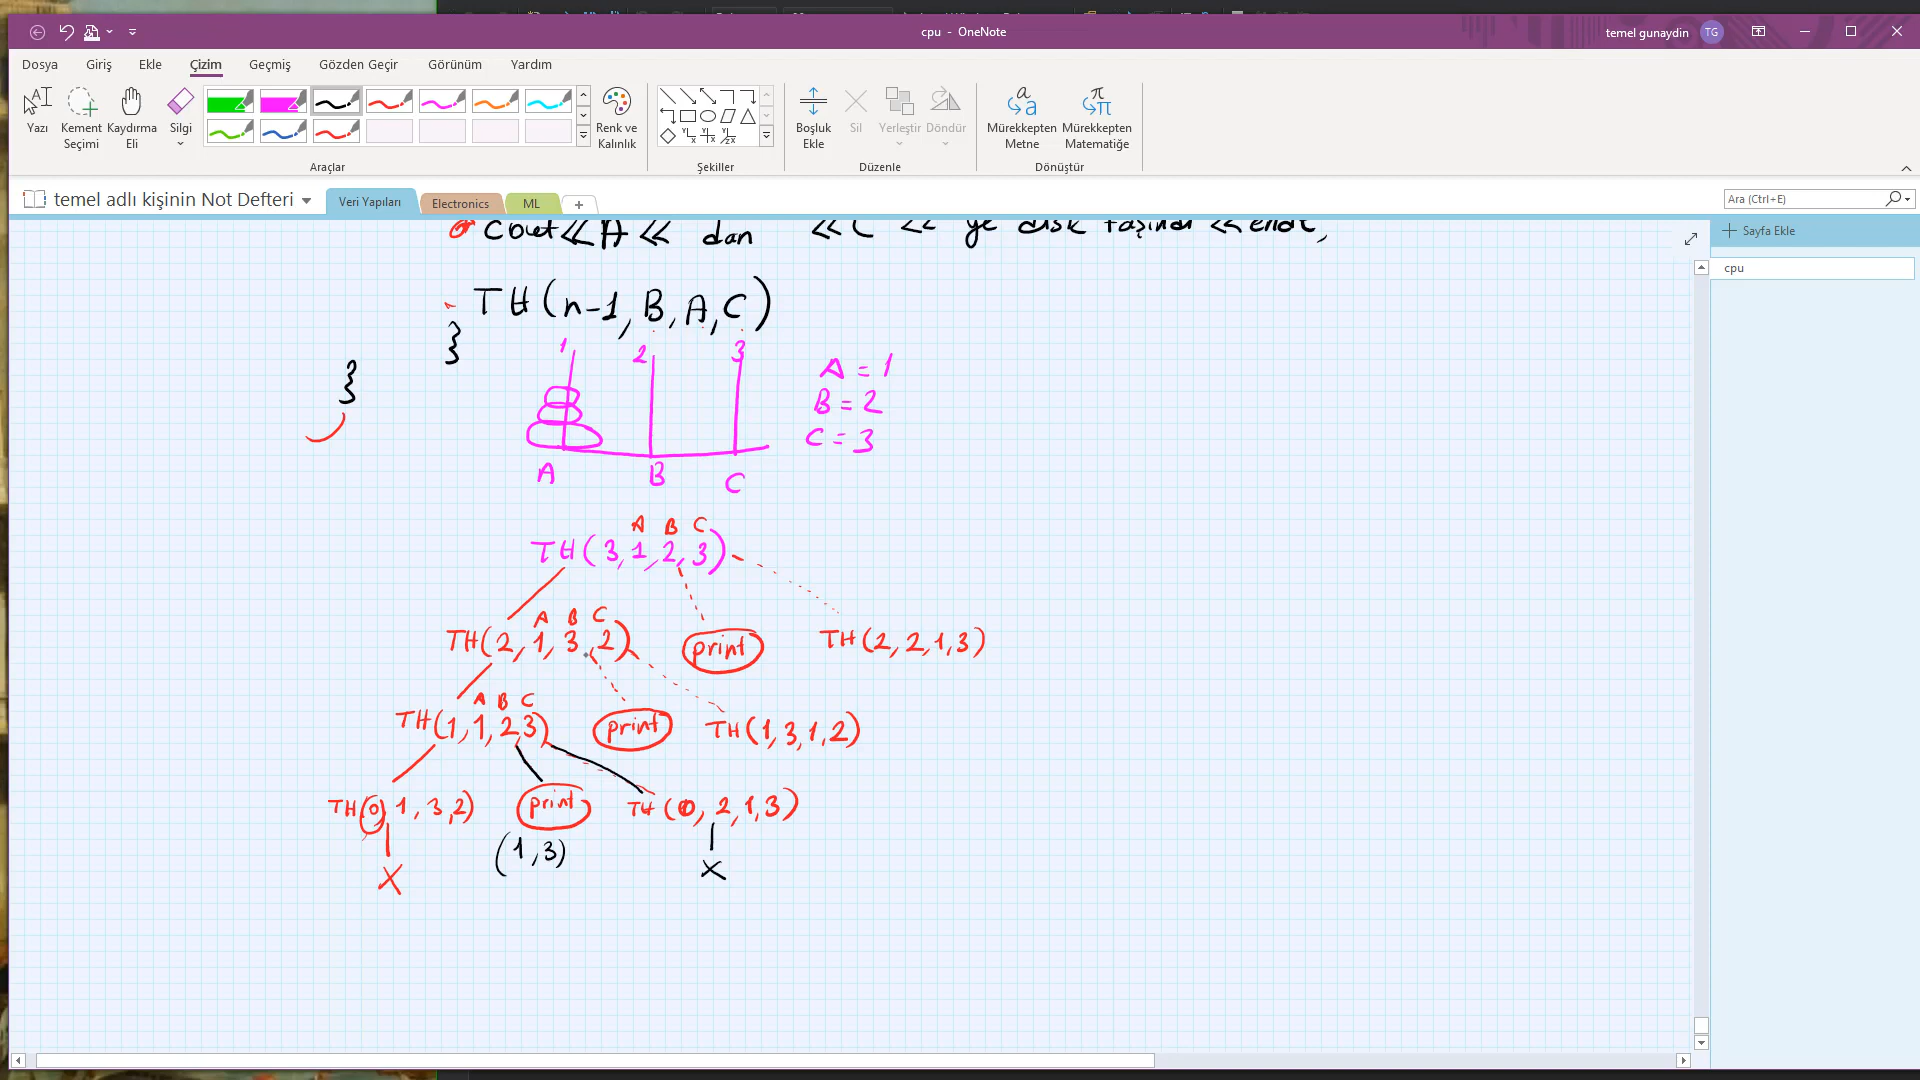 cpu - OneNote
temel gunaydin TG
Dosya Giriş Ekle Çizim Geçmiş Gözden Geçir Görünüm Yardım
Yazı
Kement Seçimi
Kaydırma Eli
Silgi
Renk ve Kalınlık
Boşluk Ekle
Sil
Yerleştir
Döndür
Mürekkepten Metne
Mürekkepten Matematiğe
Araçlar
Şekiller
Düzenle
Dönüştür
temel adlı kişinin Not Defteri
Veri Yapıları
Electronics
ML
Ara (Ctrl+E)
Sayfa Ekle
cpu
cout<<A<< dan <<C << ye disk taşındı <<endl;
TH(n-1, B, A, C)
}
}
1 2 3
A = 1
B = 2
C = 3
A B C
A B C
TH(3,1,2,3)
A B C
TH(2,1,3,2) print TH(2,2,1,3)
A B C
TH(1,1,2,3) print TH(1,3,1,2)
TH(0,1,3,2) print TH(0,2,1,3)
(1,3)
X X